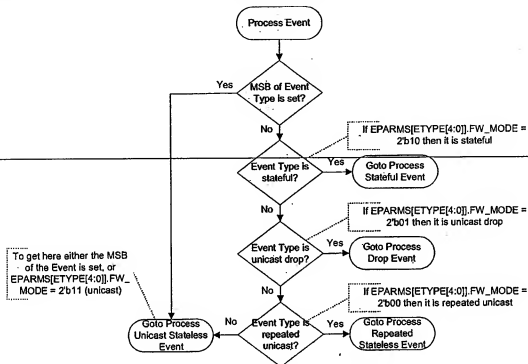 Process Event
Yes
MSB of Event
Type is set?
No
If EPARMS[ETYPE[4:0]].FW_MODE =
2'b10 then it is stateful
Event Type is
stateful?
Yes
Goto Process
Stateful Event
No
If EPARMS[ETYPE[4:0]].FW_MODE =
2'b01 then it is unicast drop
Event Type is
unicast drop?
Yes
Goto Process
Drop Event
To get here either the MSB
of the Event is set, or
EPARMS[ETYPE[4:0]].FW_
MODE = 2'b11 (unicast)
No
If EPARMS[ETYPE[4:0]].FW_MODE =
2'b00 then it is repeated unicast
Goto Process
Unicast Stateless
Event
No
Event Type is
repeated
unicast?
Yes
Goto Process
Repeated
Stateless Event